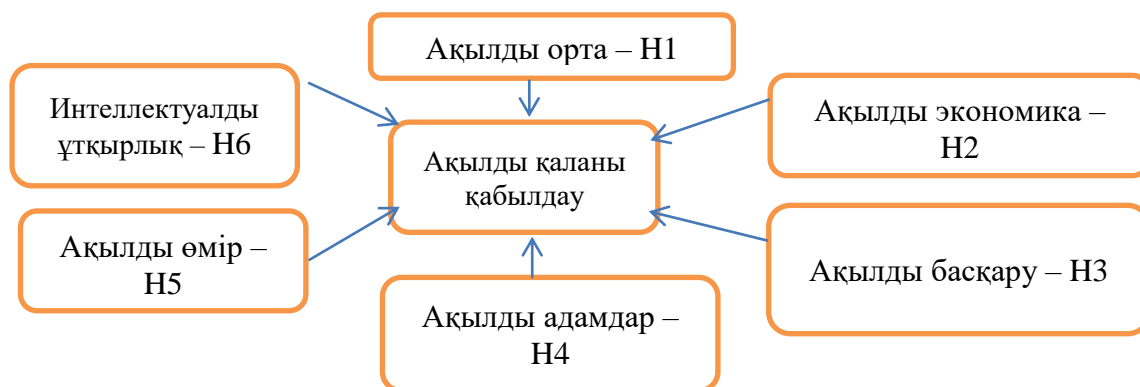 Ақылды орта – Н1
Интеллектуалды
ұтқырлық – Н6
Ақылды экономика –
Н2
Ақылды қаланы
қабылдау
Ақылды өмір –
Н5
Ақылды басқару – Н3
Ақылды адамдар –
Н4